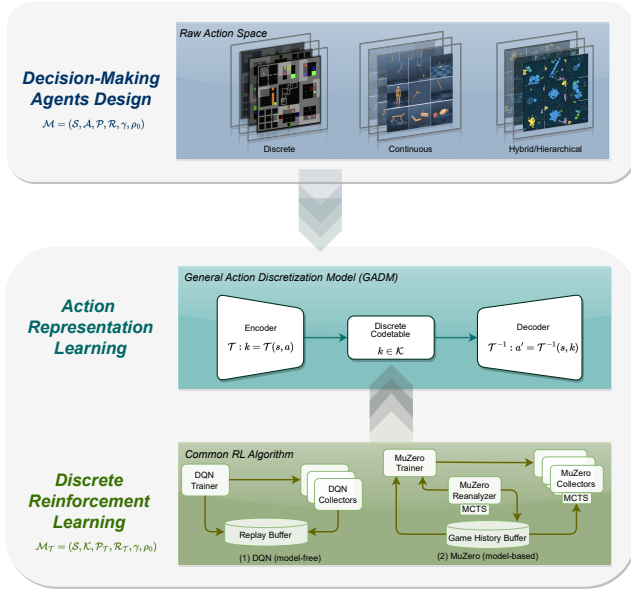 Raw Action Space
Decision-Making
Agents Design
ℳ = (𝒮, 𝒜, 𝒫, ℛ, γ, ρ₀)
Discrete
Continuous
Hybrid/Hierarchical
General Action Discretization Model (GADM)
Action
Representation
Learning
Encoder
𝒯 : k = 𝒯(s, a)
Discrete
Codetable
k ∈ 𝒦
Decoder
𝒯⁻¹ : a′ = 𝒯⁻¹(s, k)
Common RL Algorithm
Discrete
Reinforcement
Learning
ℳ_𝒯 = (𝒮, 𝒦, 𝒫_𝒯, ℛ_𝒯, γ, ρ₀)
DQN
Trainer
DQN
Collectors
Replay Buffer
(1) DQN (model-free)
MuZero
Trainer
MuZero
Reanalyzer
MCTS
MuZero
Collectors
MCTS
Game History Buffer
(2) MuZero (model-based)